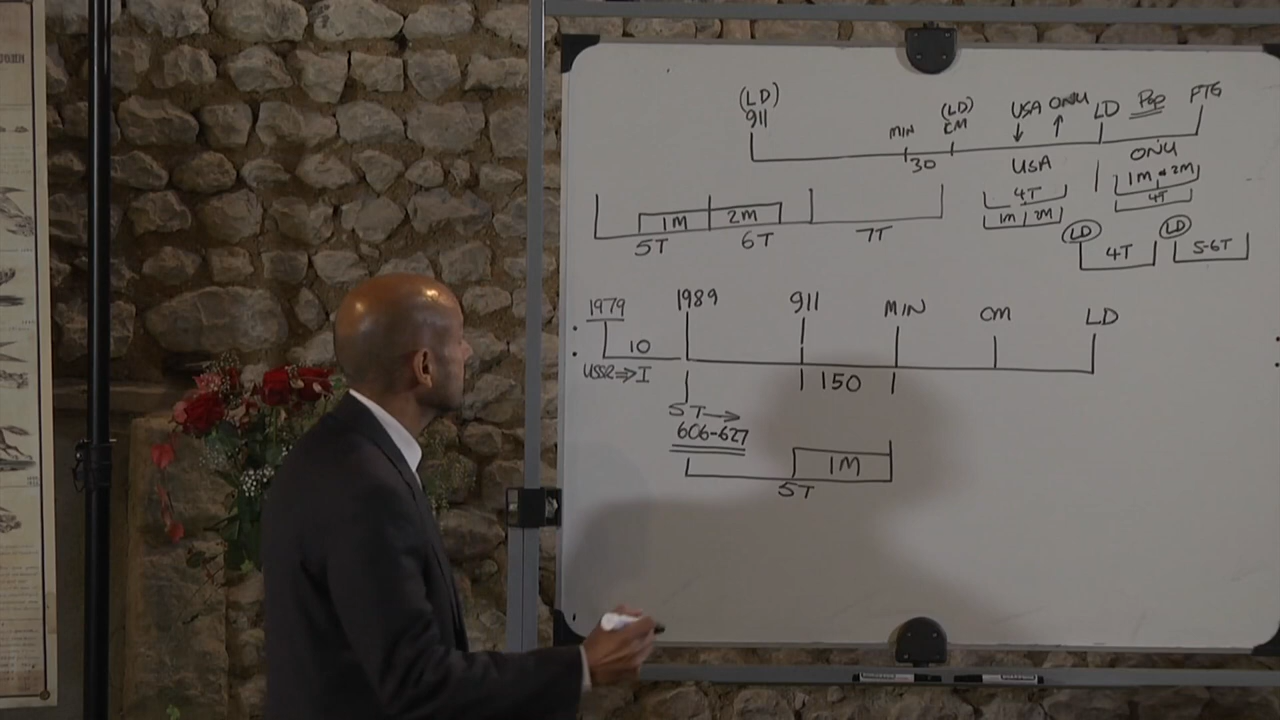 (LD)
911
MIN
30
(LD)
CM
USA ↓
ONU ↑
LD
Pop
FTG
USA
4T
1M 2M
ONU
1M 2M
4T
LD
4T
LD
5-6T
1M 2M
5T 6T 7T
1979 1989 911 MIN CM LD
10
USSR ⇒ I
150
5T →
606-627
1M
5T